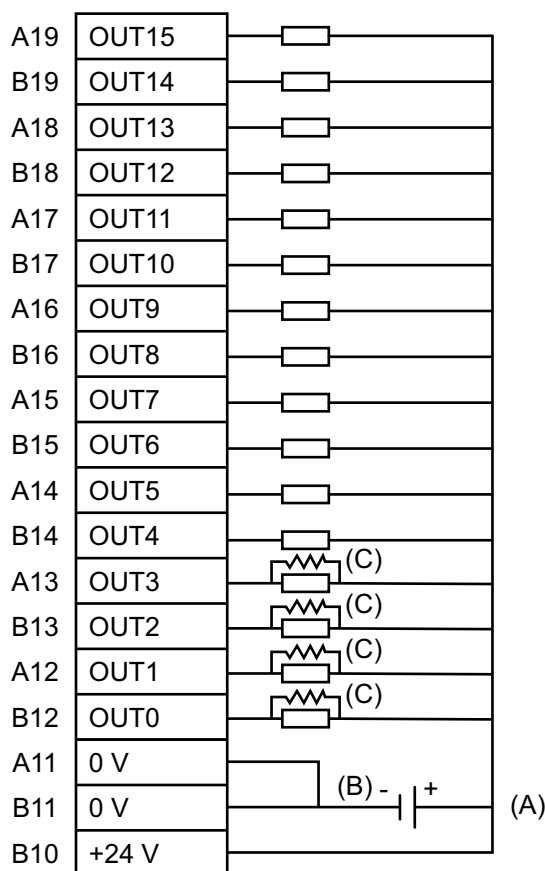 A19 OUT15
B19 OUT14
A18 OUT13
B18 OUT12
A17 OUT11
B17 OUT10
A16 OUT9
B16 OUT8
A15 OUT7
B15 OUT6
A14 OUT5
B14 OUT4
(C)
A13 OUT3
(C)
B13 OUT2
(C)
A12 OUT1
(C)
B12 OUT0
A11 0 V
(B) - +
B11 0 V (A)
B10 +24 V